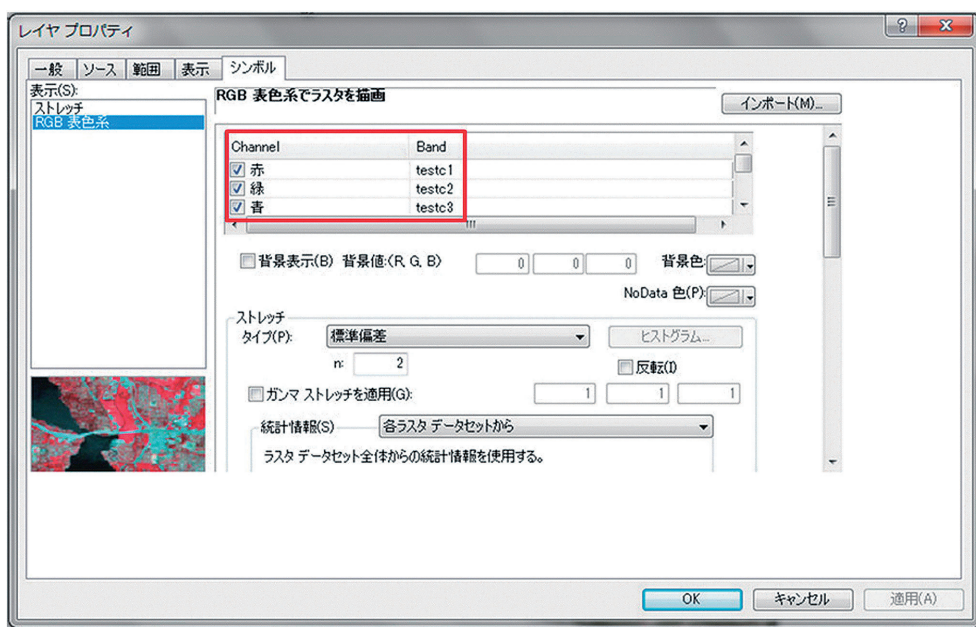 レイヤ プロパティ
一般 ソース 範囲 表示 シンボル
表示(S):
ストレッチ
RGB 表色系
RGB 表色系でラスタを描画
インポート(M)...
Channel Band
赤 testc1
緑 testc2
青 testc3
背景表示(B) 背景値:(R, G, B) 0 0 0 背景色:
NoData 色(P):
ストレッチ
タイプ(P): 標準偏差 ヒストグラム...
n: 2 反転(I)
ガンマ ストレッチを適用(G): 1 1 1
統計情報(S) 各ラスタ データセットから
ラスタ データセット全体からの統計情報を使用する。
OK キャンセル 適用(A)